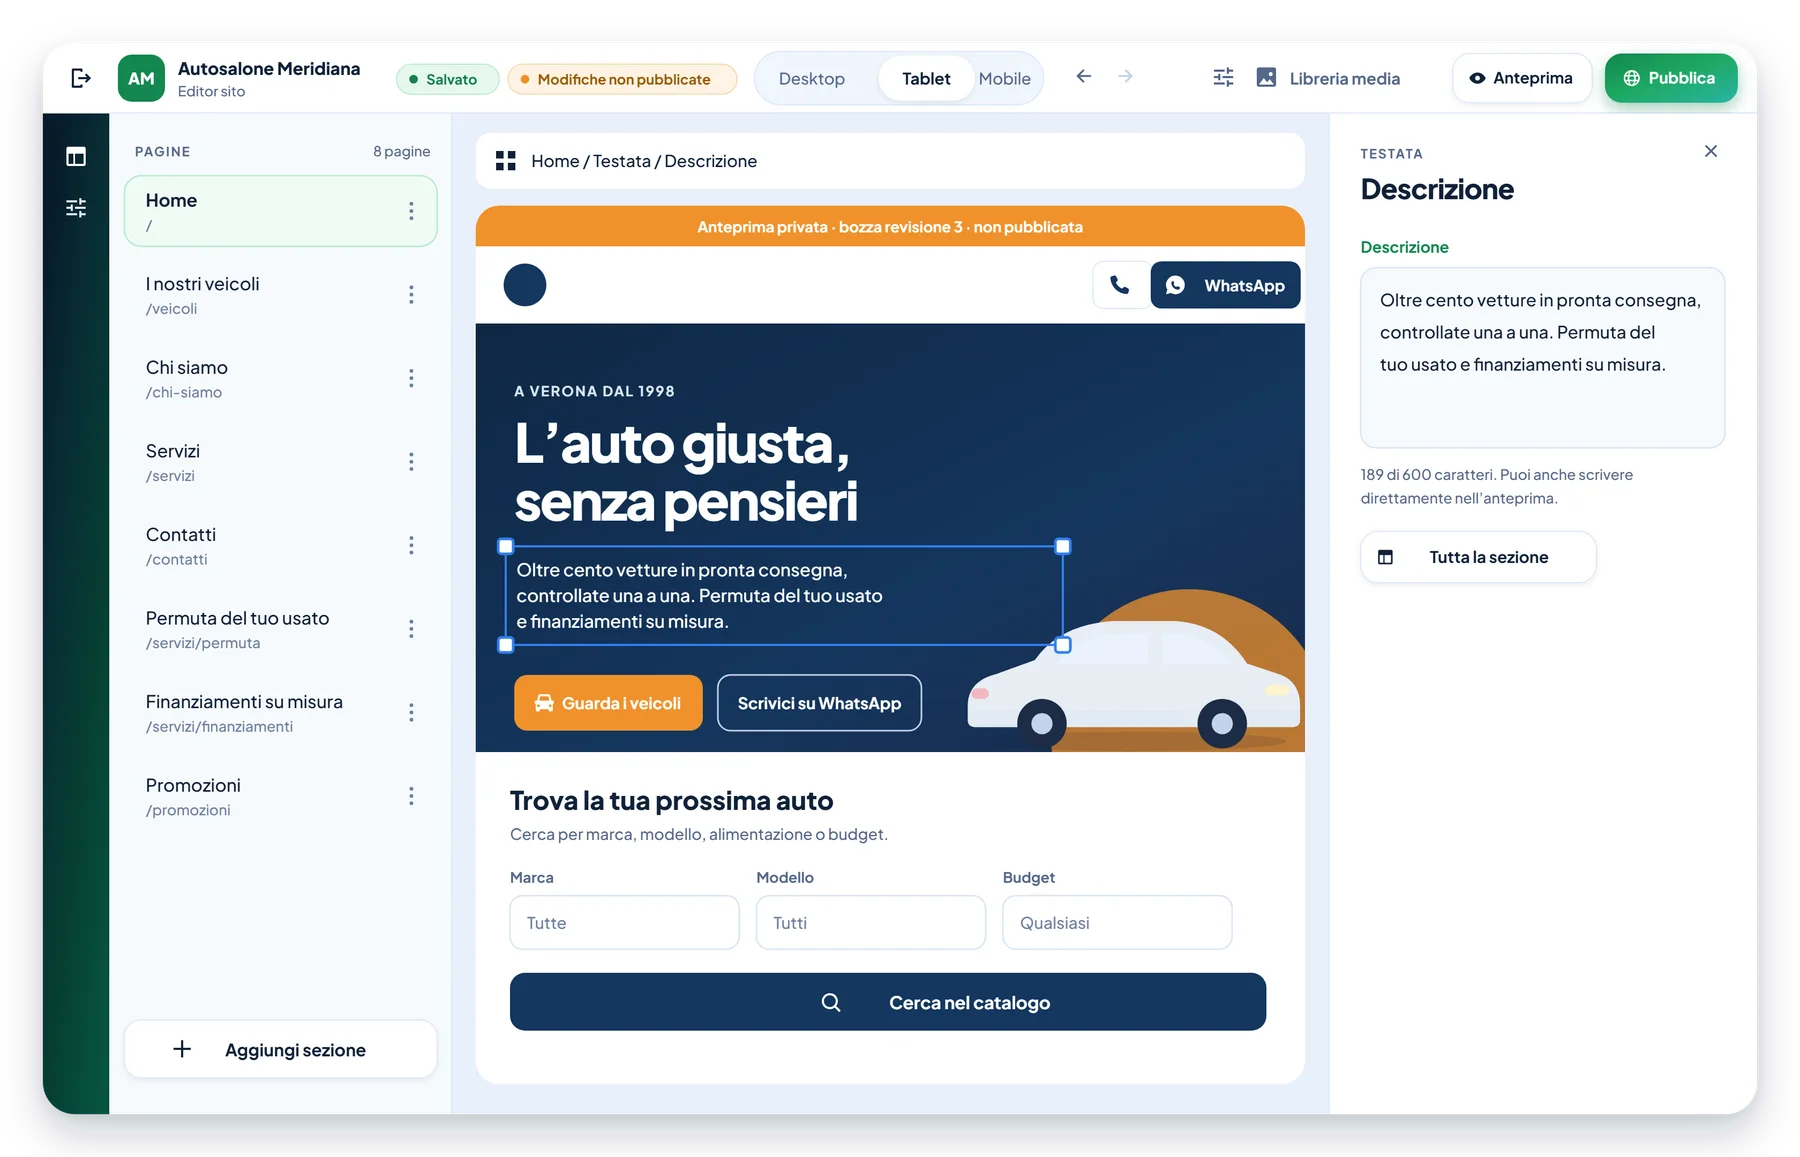 AM
Autosalone Meridiana
Editor sito
Salvato
Modifiche non pubblicate
Desktop
Tablet
Mobile
Libreria media
Anteprima
Pubblica
PAGINE
8 pagine
Home
/
I nostri veicoli
/veicoli
Chi siamo
/chi-siamo
Servizi
/servizi
Contatti
/contatti
Permuta del tuo usato
/servizi/permuta
Finanziamenti su misura
/servizi/finanziamenti
Promozioni
/promozioni
Aggiungi sezione
Home / Testata / Descrizione
Anteprima privata · bozza revisione 3 · non pubblicata
WhatsApp
A VERONA DAL 1998
L’auto giusta,
senza pensieri
Oltre cento vetture in pronta consegna,
controllate una a una. Permuta del tuo usato
e finanziamenti su misura.
Guarda i veicoli
Scrivici su WhatsApp
Trova la tua prossima auto
Cerca per marca, modello, alimentazione o budget.
Marca
Modello
Budget
Tutte
Tutti
Qualsiasi
Cerca nel catalogo
TESTATA
Descrizione
Descrizione
Oltre cento vetture in pronta consegna,
controllate una a una. Permuta del
tuo usato e finanziamenti su misura.
189 di 600 caratteri. Puoi anche scrivere
direttamente nell’anteprima.
Tutta la sezione